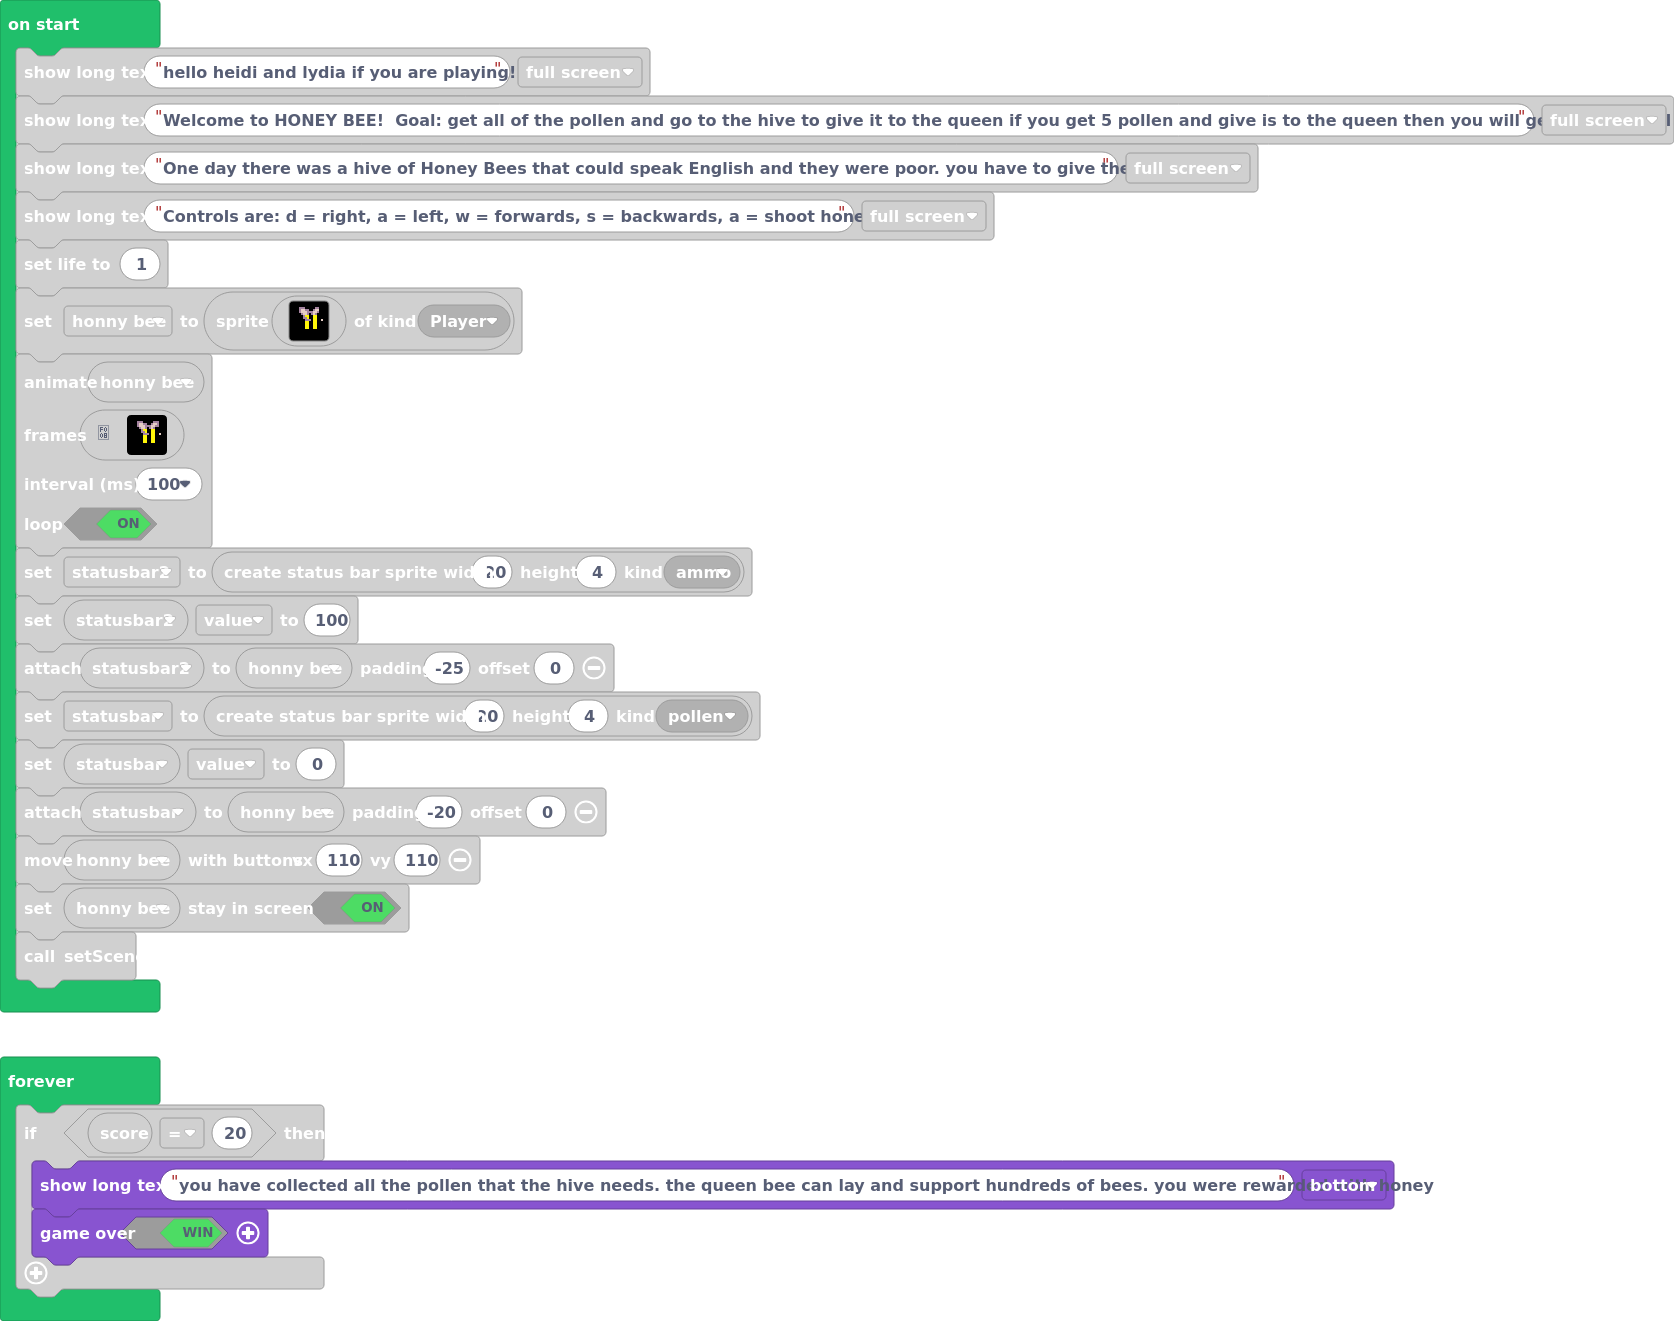 on start
show long tex "hello heidi and lydia if you are playing!" full screen
show long tex "Welcome to HONEY BEE!  Goal: get all of the pollen and go to the hive to give it to the queen if you get 5 pollen and give is to the queen then you will" full screen
show long tex "One day there was a hive of Honey Bees that could speak English and they were poor. you have to give the" full screen
show long tex "Controls are: d = right, a = left, w = forwards, s = backwards, a = shoot hone" full screen
set life to 1
set honny bee to sprite of kind Player
animate honny bee
frames
interval (ms) 100
loop ON
set statusbar2 to create status bar sprite wid 20 height 4 kind ammo
set statusbar2 value to 100
attach statusbar2 to honny bee padding -25 offset 0
set statusbar to create status bar sprite wid 20 height 4 kind pollen
set statusbar value to 0
attach statusbar to honny bee padding -20 offset 0
move honny bee with buttons vx 110 vy 110
set honny bee stay in screen ON
call setScene
forever
if score = 20 then
show long tex "you have collected all the pollen that the hive needs. the queen bee can lay and support hundreds of bees. you were rewarded with honey" bottom
game over WIN